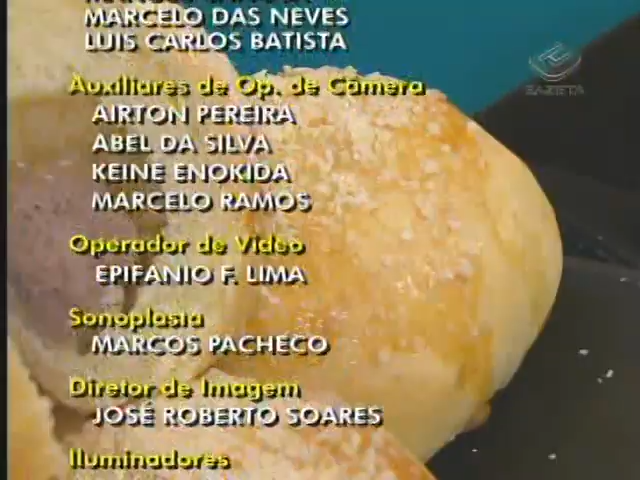 MARCELO DAS NEVES
LUIS CARLOS BATISTA
Auxiliares de Op. de Câmera
AIRTON PEREIRA
ABEL DA SILVA
KEINE ENOKIDA
MARCELO RAMOS
Operador de Vídeo
EPIFANIO F. LIMA
Sonoplasta
MARCOS PACHECO
Diretor de Imagem
JOSÉ ROBERTO SOARES
Iluminadores
GAZETA